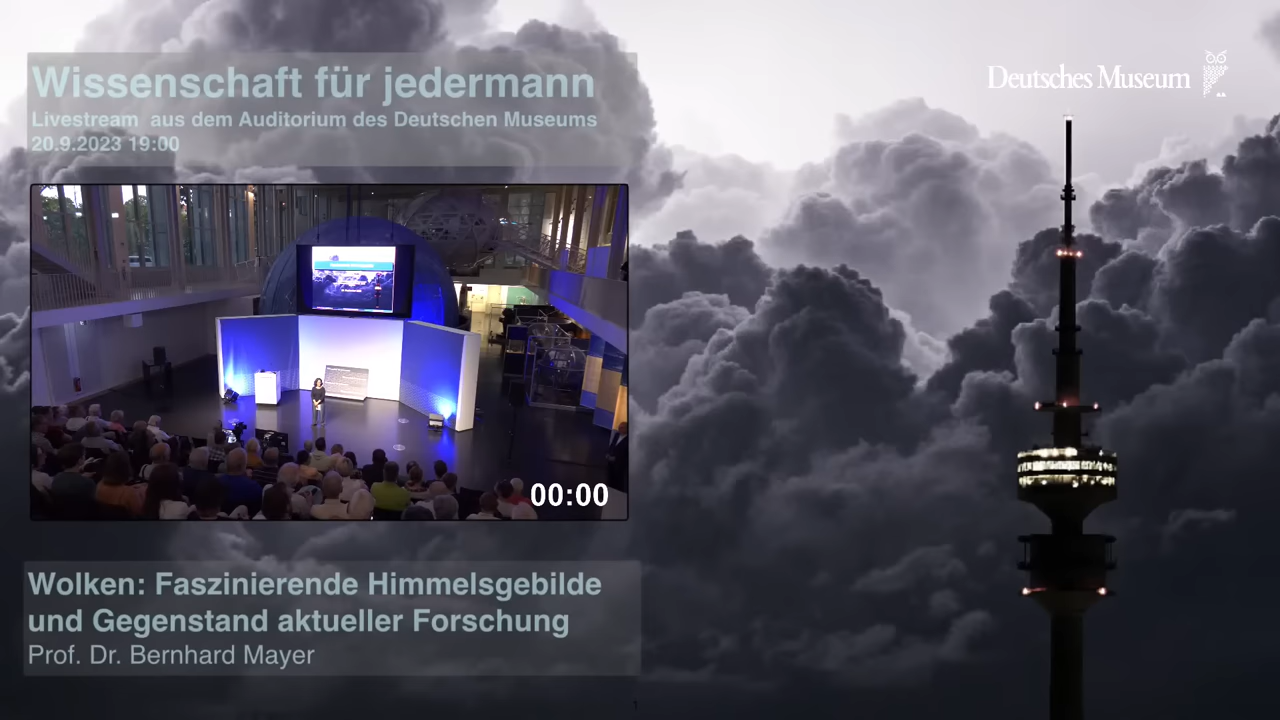 Wissenschaft für jedermann
Livestream aus dem Auditorium des Deutschen Museums
20.9.2023 19:00
Deutsches Museum
00:00
Wolken: Faszinierende Himmelsgebilde
und Gegenstand aktueller Forschung
Prof. Dr. Bernhard Mayer